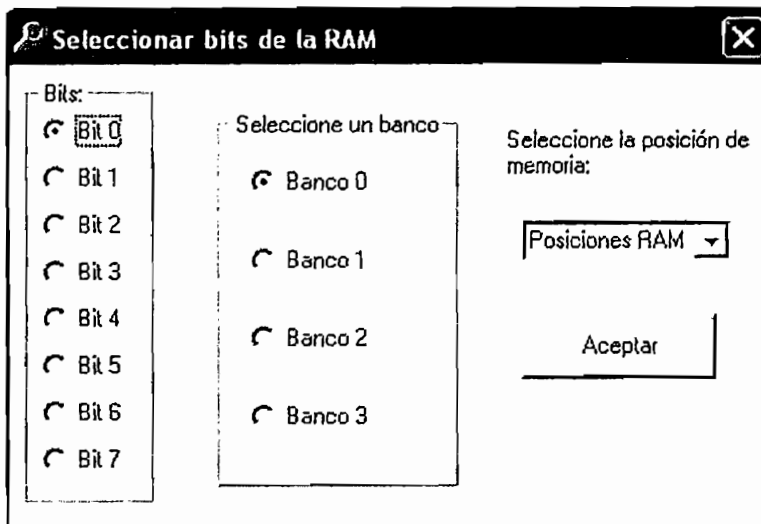 Seleccionar bits de la RAM
Bits:
Bit 0
Bit 1
Bit 2
Bit 3
Bit 4
Bit 5
Bit 6
Bit 7
Seleccione un banco
Banco 0
Banco 1
Banco 2
Banco 3
Seleccione la posición de
memoria:
Posiciones RAM
Aceptar